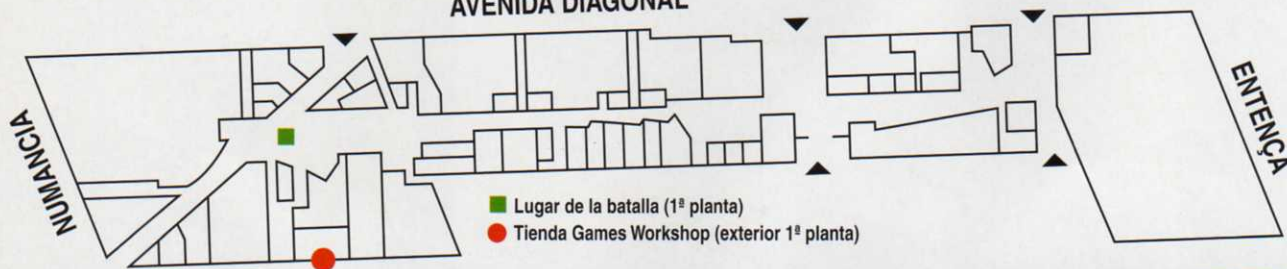 AVENIDA DIAGONAL
NUMANCIA
ENTENÇA
Lugar de la batalla (1ª planta)
Tienda Games Workshop (exterior 1ª planta)